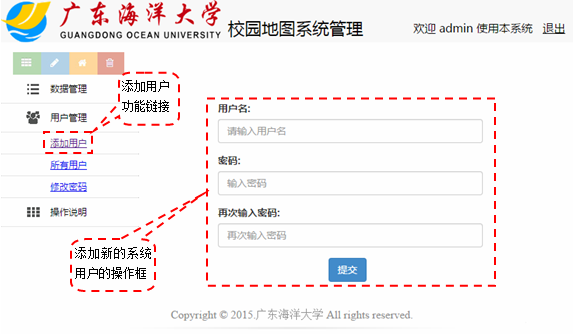 广东海洋大学
GUANGDONG OCEAN UNIVERSITY
校园地图系统管理
欢迎 admin 使用本系统 退出
数据管理
用户管理
添加用户
所有用户
修改密码
操作说明
添加用户
功能链接
用户名:
请输入用户名
密码:
输入密码
再次输入密码:
再次输入密码
提交
添加新的系统
用户的操作框
Copyright © 2015.广东海洋大学 All rights reserved.